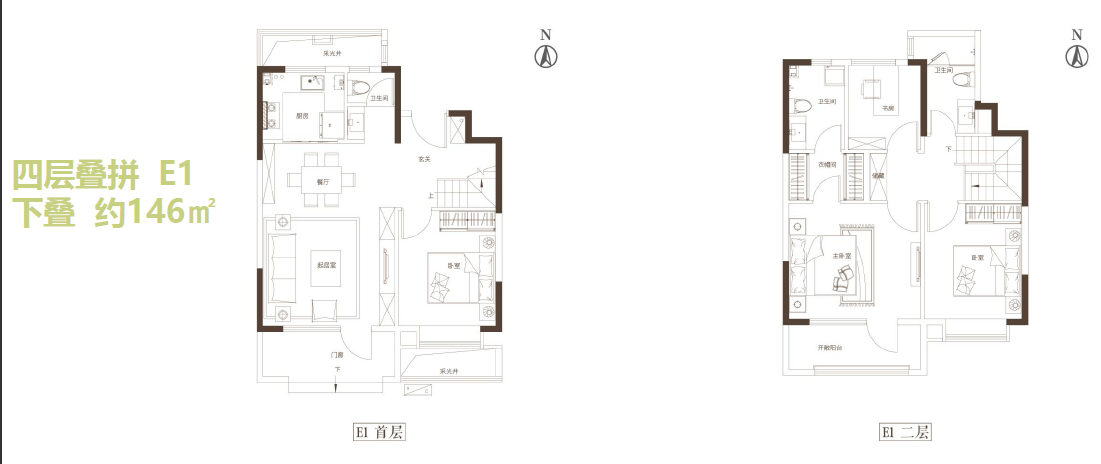 四层叠拼 E1
下叠 约146㎡
N
采光井
卫生间
厨房
玄关
餐厅
上
起居室
卧室
门廊
下
采光井
E1 首层
N
卫生间
卫生间
书房
下
衣帽间
储藏
主卧室
卧室
开敞阳台
E1 二层